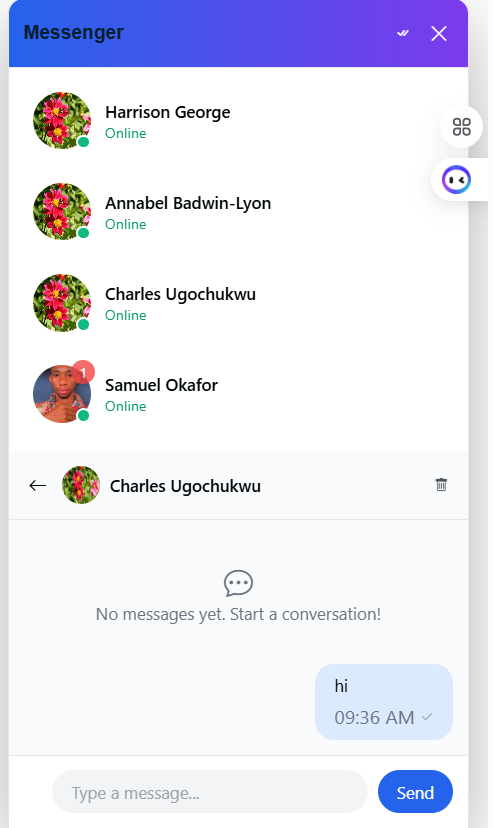 Messenger
Harrison George
Online
Annabel Badwin-Lyon
Online
Charles Ugochukwu
Online
1
Samuel Okafor
Online
Charles Ugochukwu
No messages yet. Start a conversation!
hi
09:36 AM
Type a message...
Send